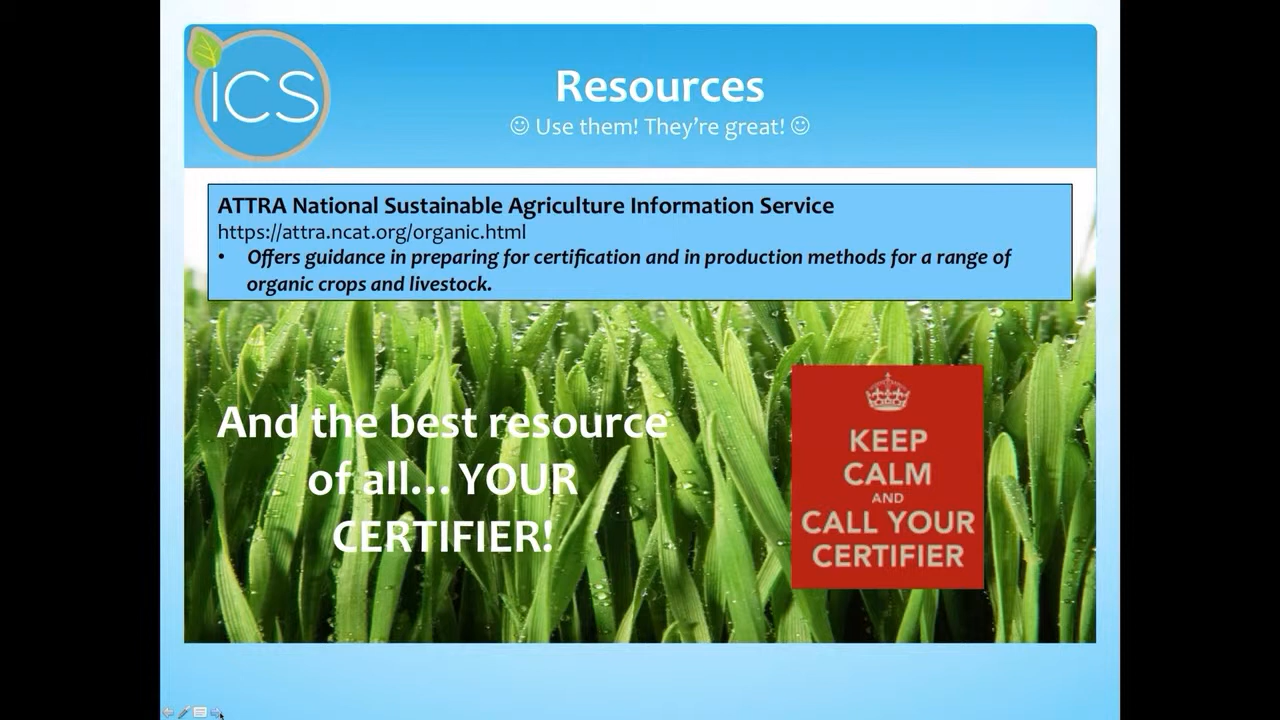 ICS
Resources
☺ Use them! They’re great! ☺
ATTRA National Sustainable Agriculture Information Service
https://attra.ncat.org/organic.html
• Offers guidance in preparing for certification and in production methods for a range of
organic crops and livestock.
And the best resource
of all… YOUR
CERTIFIER!
KEEP
CALM
AND
CALL YOUR
CERTIFIER